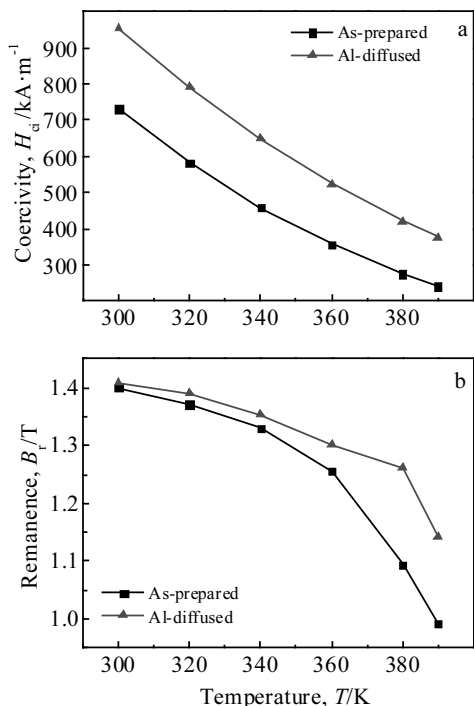 As-prepared
Al-diffused
a
Coercivity, H_ci/kA·m⁻¹
900
800
700
600
500
400
300
300 320 340 360 380
b
As-prepared
Al-diffused
Remanence, B_r/T
1.4
1.3
1.2
1.1
1.0
300 320 340 360 380
Temperature, T/K